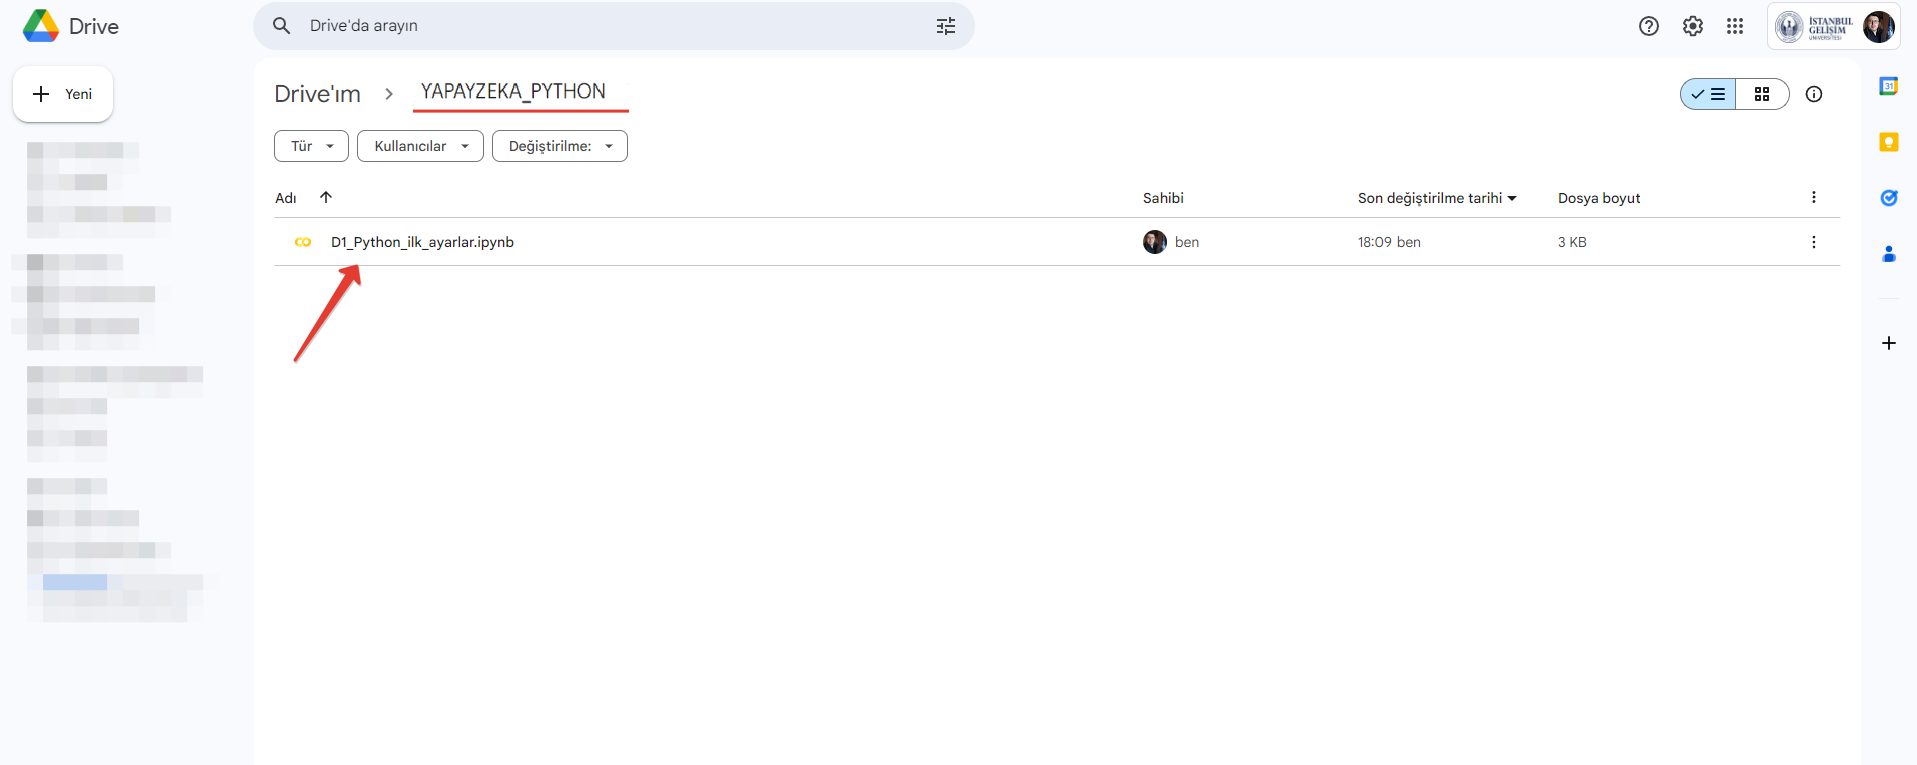 Drive
Drive'da arayın
İSTANBUL
GELİŞİM
ÜNİVERSİTESİ
Yeni
Drive'ım > YAPAYZEKA_PYTHON
Tür
Kullanıcılar
Değiştirilme:
Adı
Sahibi
Son değiştirilme tarihi
Dosya boyut
D1_Python_ilk_ayarlar.ipynb
ben
18:09 ben
3 KB
31